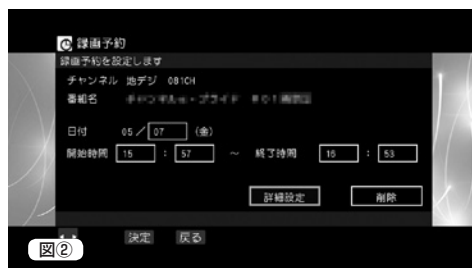 録画予約
録画予約を設定します
チャンネル 地デジ 081CH
番組名
日付 05／07 (金)
開始時間 15 : 57 ～ 終了時間 16 : 53
詳細設定 削除
決定 戻る
図②